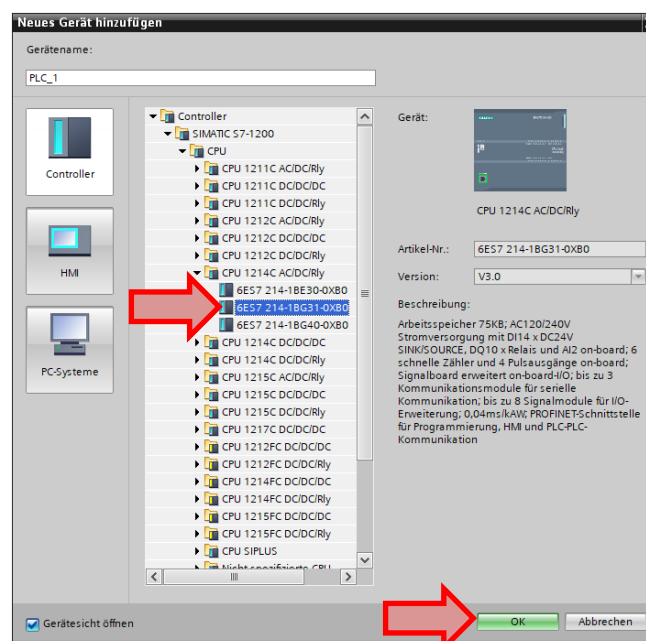 Neues Gerät hinzufügen
Gerätename:
PLC_1
Controller
HMI
PC-Systeme
Controller
SIMATIC S7-1200
CPU
CPU 1211C AC/DC/Rly
CPU 1211C DC/DC/DC
CPU 1211C DC/DC/Rly
CPU 1212C AC/DC/Rly
CPU 1212C DC/DC/DC
CPU 1212C DC/DC/Rly
CPU 1214C AC/DC/Rly
6ES7 214-1BE30-0XB0
6ES7 214-1BG31-0XB0
6ES7 214-1BG40-0XB0
CPU 1214C DC/DC/DC
CPU 1214C DC/DC/Rly
CPU 1215C AC/DC/Rly
CPU 1215C DC/DC/DC
CPU 1215C DC/DC/Rly
CPU 1217C DC/DC/DC
CPU 1212FC DC/DC/DC
CPU 1212FC DC/DC/Rly
CPU 1214FC DC/DC/DC
CPU 1214FC DC/DC/Rly
CPU 1215FC DC/DC/DC
CPU 1215FC DC/DC/Rly
CPU SIPLUS
Nicht spezifizierte CPU
Gerät:
CPU 1214C AC/DC/Rly
Artikel-Nr.: 6ES7 214-1BG31-0XB0
Version: V3.0
Beschreibung:
Arbeitsspeicher 75KB; AC120/240V
Stromversorgung mit DI14 x DC24V
SINK/SOURCE, DQ10 x Relais und AI2 on-board; 6
schnelle Zähler und 4 Pulsausgänge on-board;
Signalboard erweitert on-board-I/O; bis zu 3
Kommunikationsmodule für serielle
Kommunikation; bis zu 8 Signalmodule für I/O-
Erweiterung; 0,04ms/kAW; PROFINET-Schnittstelle
für Programmierung, HMI und PLC-PLC-
Kommunikation
Gerätesicht öffnen
OK Abbrechen